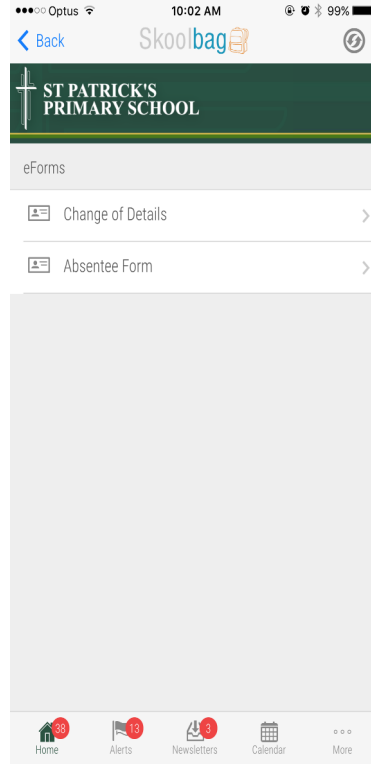 Optus 10:02 AM 99%
Back Skoolbag
ST PATRICK'S
PRIMARY SCHOOL
eForms
Change of Details
Absentee Form
38 13 3
Home Alerts Newsletters Calendar More